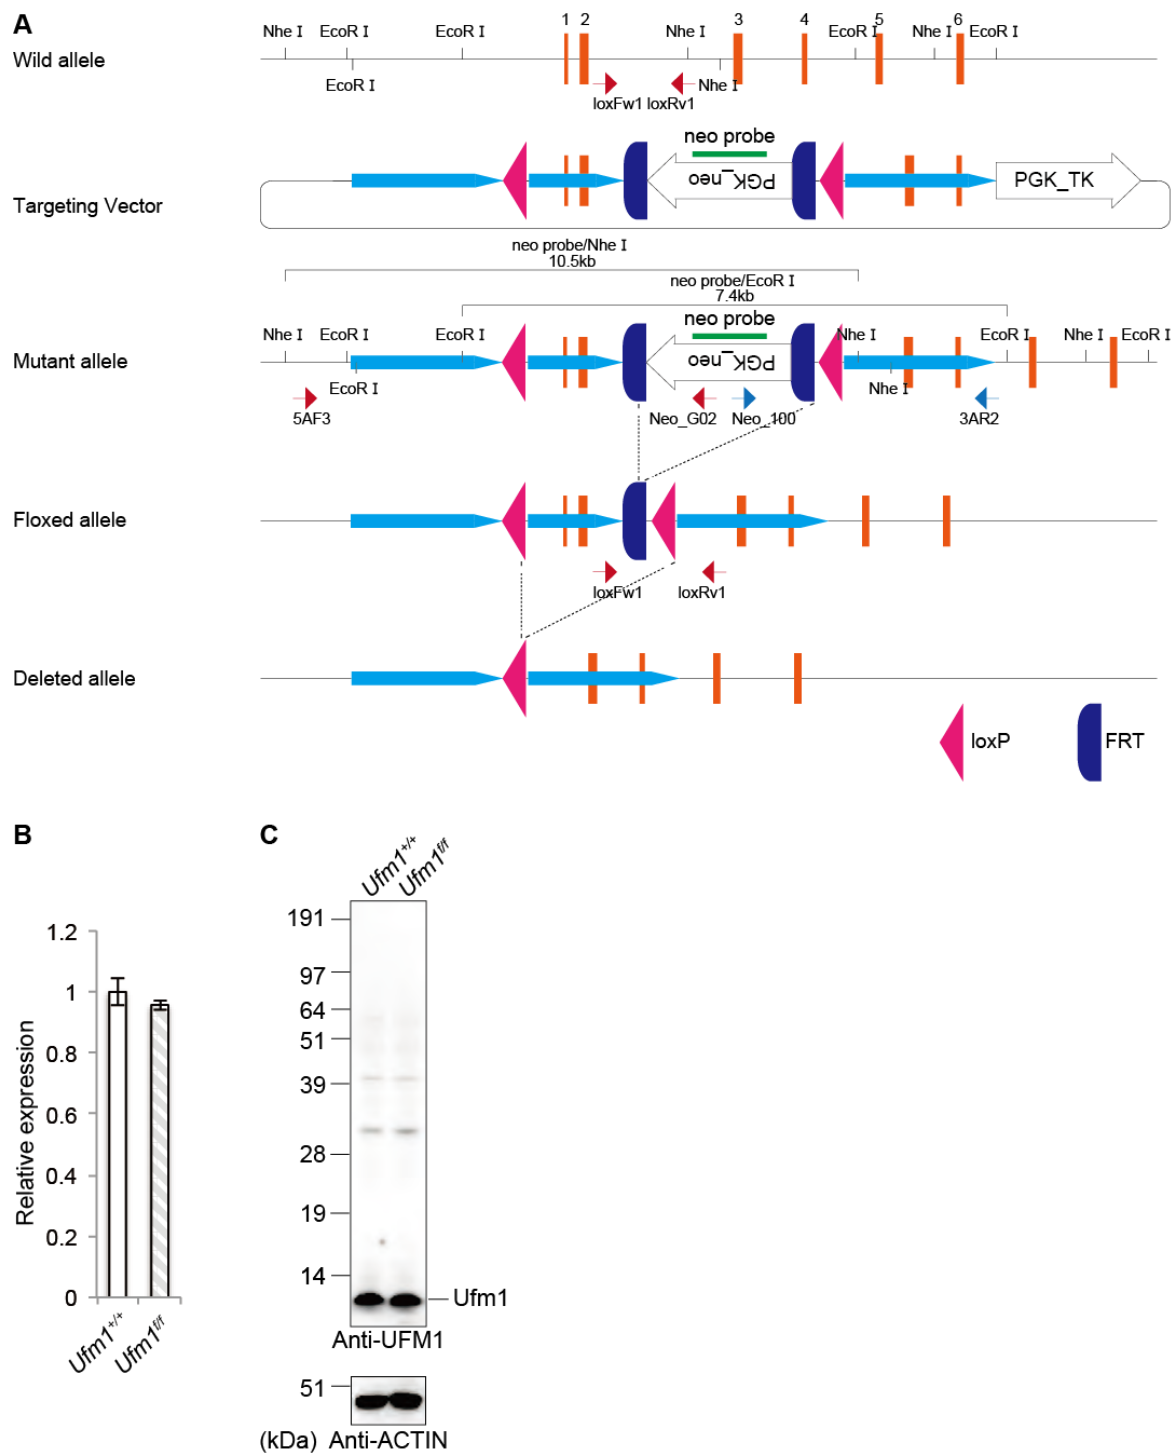 A
1 2 3 4 5 6
Nhe I EcoR I EcoR I Nhe I EcoR I Nhe I EcoR I
Wild allele
EcoR I Nhe I
loxFw1 loxRv1
neo probe
PGK_neo PGK_TK
Targeting Vector
neo probe/Nhe I
10.5kb
neo probe/EcoR I
7.4kb
neo probe
Nhe I EcoR I EcoR I Nhe I EcoR I Nhe I EcoR I
Mutant allele
PGK_neo
EcoR I Nhe I
5AF3 Neo_G02 Neo_100 3AR2
Floxed allele
loxFw1 loxRv1
Deleted allele
loxP FRT
B
Relative expression
1.2
1
0.8
0.6
0.4
0.2
0
Ufm1+/+ Ufm1f/f
C
Ufm1+/+ Ufm1f/f
191
97
64
51
39
28
19
14
Ufm1
Anti-UFM1
51
(kDa) Anti-ACTIN